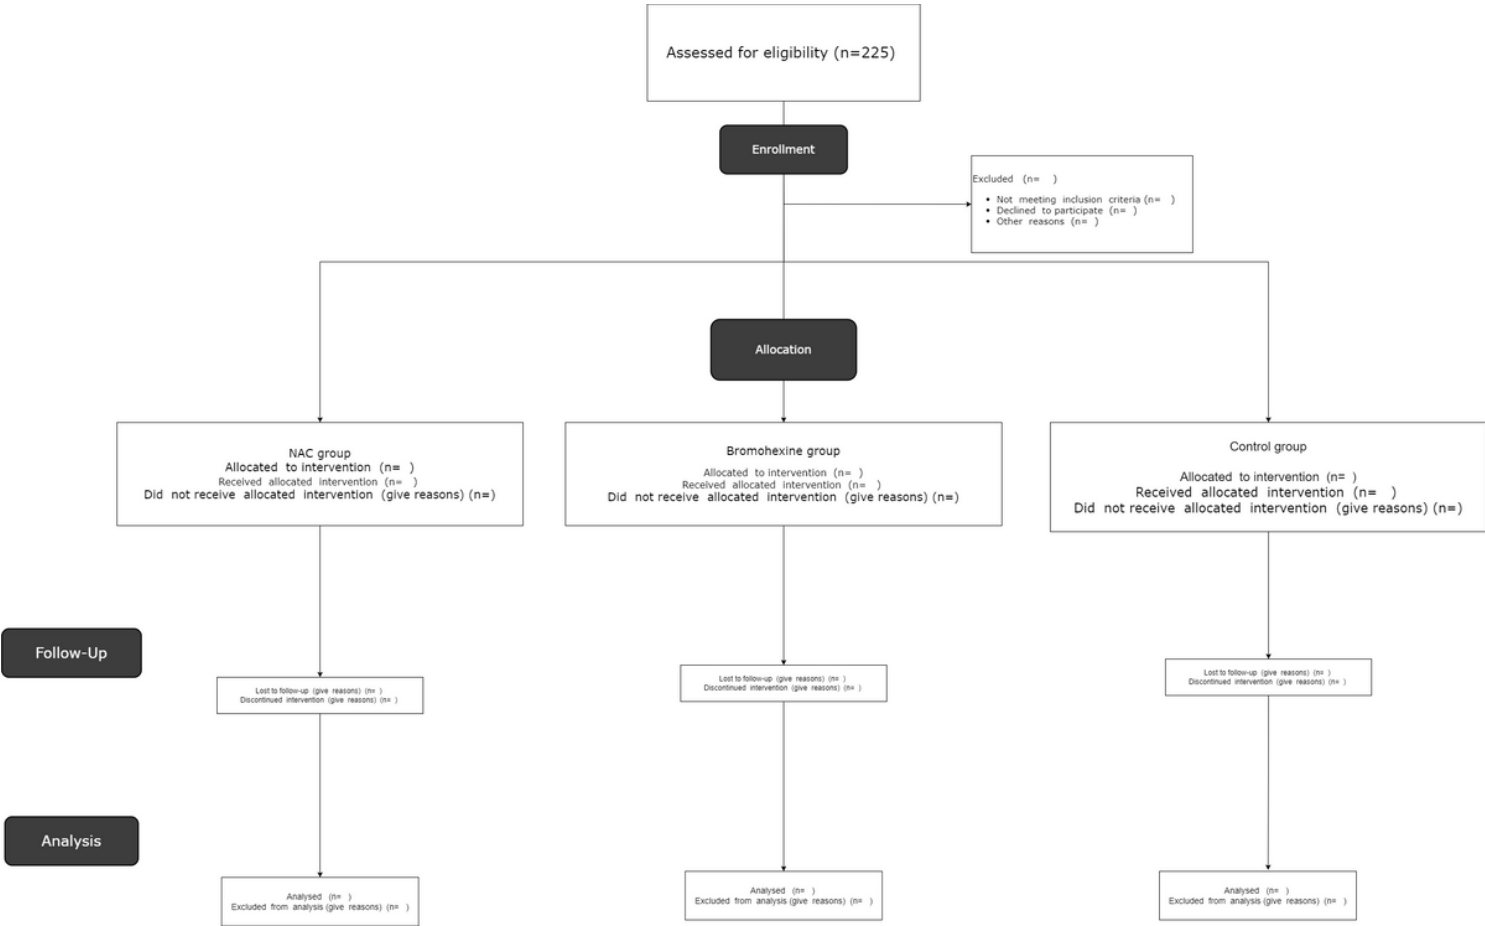 Assessed for eligibility (n=225)
Enrollment
Excluded (n= )
• Not meeting inclusion criteria (n= )
• Declined to participate (n= )
• Other reasons (n= )
Allocation
NAC group
Allocated to intervention (n= )
Received allocated intervention (n= )
Did not receive allocated intervention (give reasons) (n=)
Bromohexine group
Allocated to intervention (n= )
Received allocated intervention (n= )
Did not receive allocated intervention (give reasons) (n=)
Control group
Allocated to intervention (n= )
Received allocated intervention (n= )
Did not receive allocated intervention (give reasons) (n=)
Follow-Up
Lost to follow-up (give reasons) (n= )
Discontinued intervention (give reasons) (n= )
Lost to follow-up (give reasons) (n= )
Discontinued intervention (give reasons) (n= )
Lost to follow-up (give reasons) (n= )
Discontinued intervention (give reasons) (n= )
Analysis
Analysed (n= )
Excluded from analysis (give reasons) (n= )
Analysed (n= )
Excluded from analysis (give reasons) (n= )
Analysed (n= )
Excluded from analysis (give reasons) (n= )